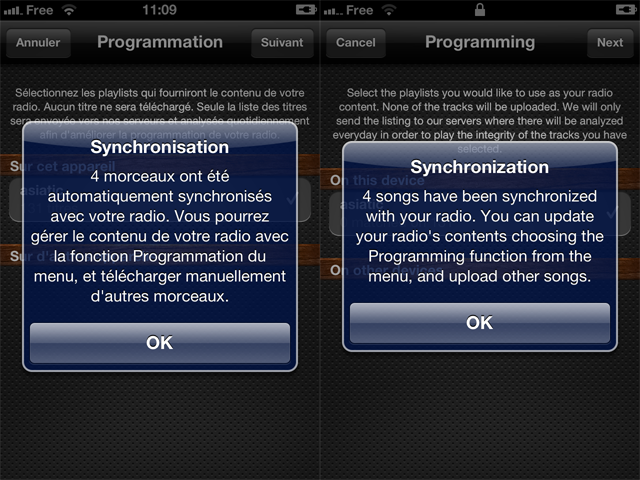 Free 11:09
Annuler Programmation Suivant
Sélectionnez les playlists qui fourniront le contenu de votre
radio. Aucun titre ne sera téléchargé. Seule la liste des titres
sera envoyée vers nos serveurs et analysée quotidiennement
afin d'améliorer la programmation de votre radio.
Sur cet appareil
asiatic
Synchronisation
4 morceaux ont été
automatiquement synchronisés
avec votre radio. Vous pourrez
gérer le contenu de votre radio avec
la fonction Programmation du
menu, et télécharger manuellement
d'autres morceaux.
Sur d'a
OK
Free
Cancel Programming Next
Select the playlists you would like to use as your radio
content. None of the tracks will be uploaded. We will only
send the listing to our servers where there will be analyzed
everyday in order to play the integrity of the tracks you have
selected.
On this device
asiatic
Synchronization
4 songs have been synchronized
with your radio. You can update
your radio's contents choosing the
Programming function from the
menu, and upload other songs.
On other devices
OK